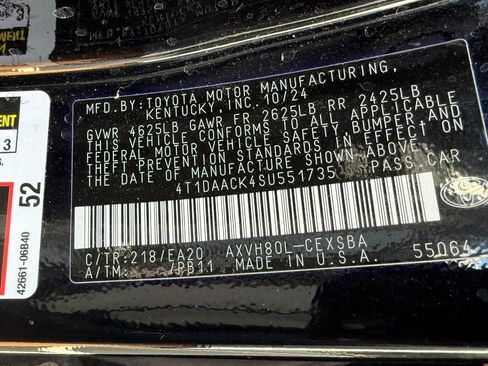 MFD.BY:TOYOTA MOTOR MANUFACTURING,
KENTUCKY,INC. 10/24
GVWR 4625LB GAWR FR 2625LB RR 2425LB
THIS VEHICLE CONFORMS TO ALL APPLICABLE
FEDERAL MOTOR VEHICLE SAFETY,BUMPER,AND
THEFT PREVENTION STANDARDS IN EFFECT ON
THE DATE OF MANUFACTURE SHOWN ABOVE.
4T1DAACK4SU551735 PASS.CAR
C/TR:218/EA20 AXVH80L-CEXSBA
A/TM: /PB11 MADE IN U.S.A. 55064
3
52
42661-06B40